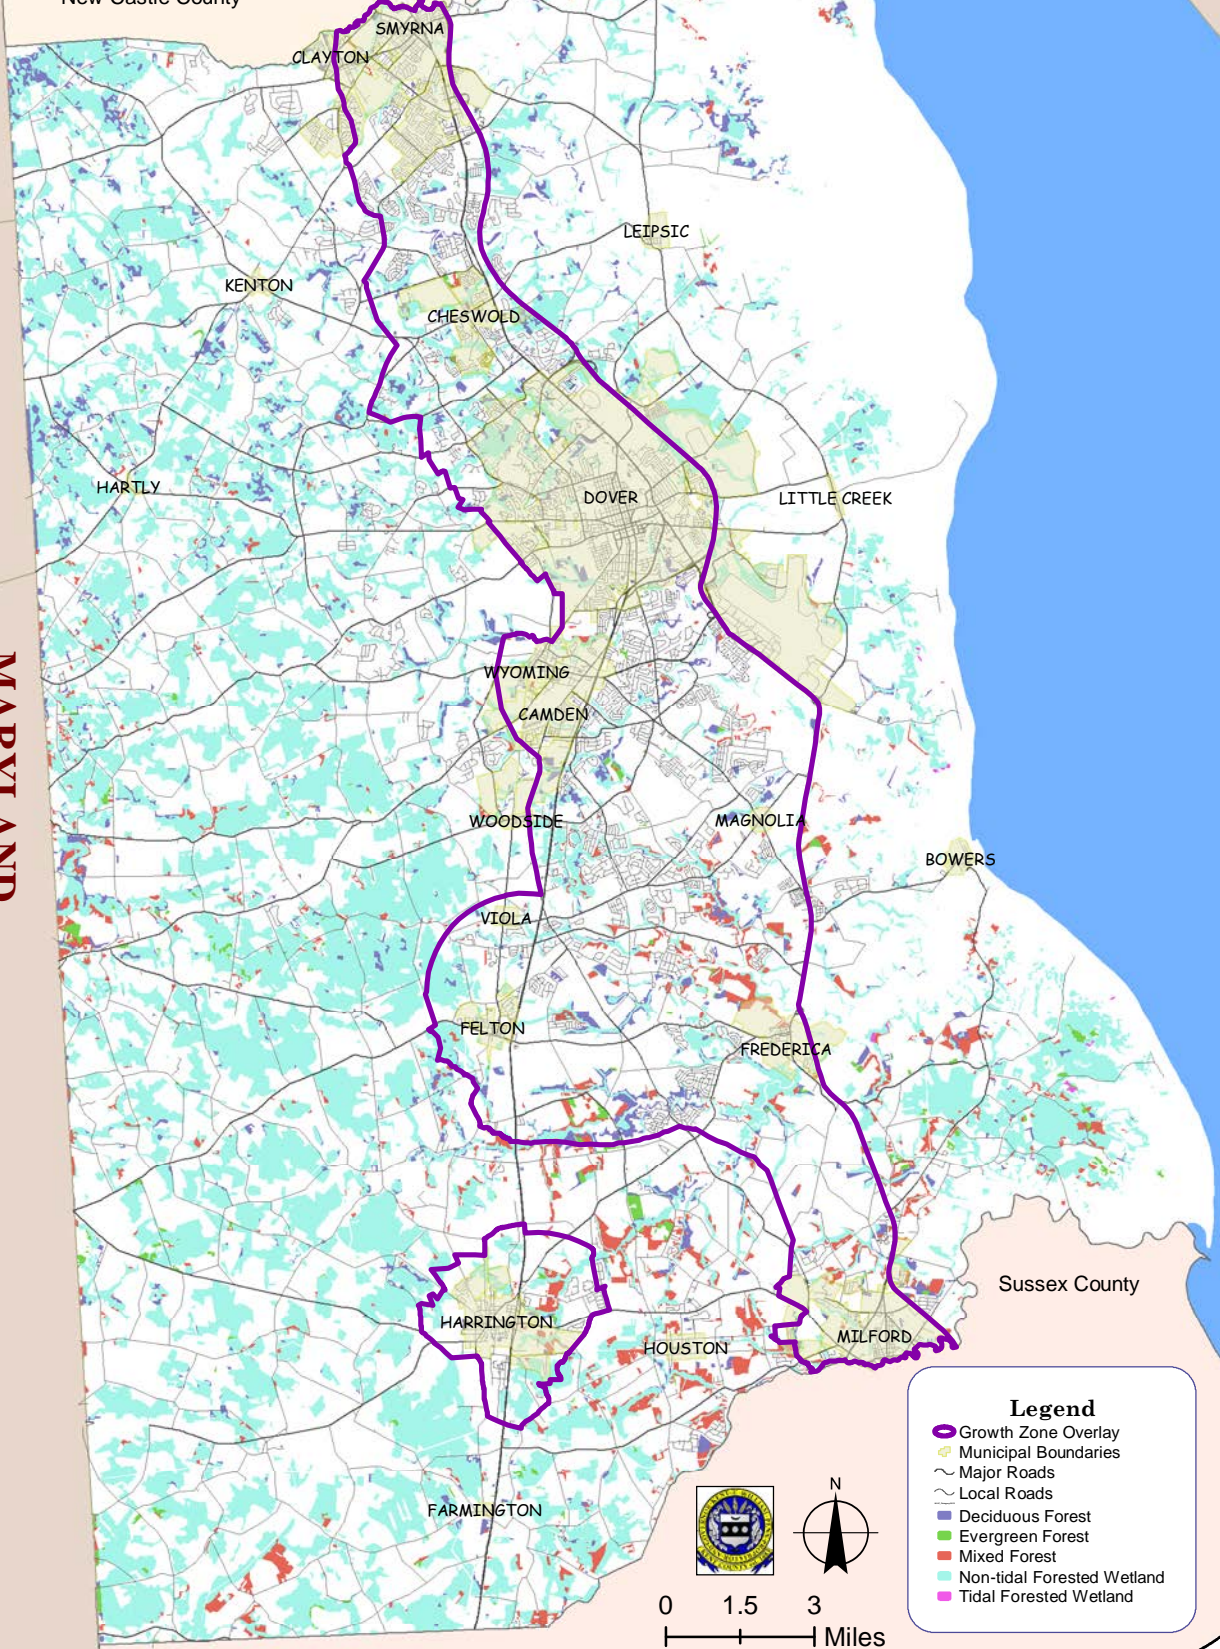 New Castle County
SMYRNA
CLAYTON
LEIPSIC
KENTON
CHESWOLD
HARTLY
DOVER
LITTLE CREEK
MARYLAND
WYOMING
CAMDEN
WOODSIDE
MAGNOLIA
BOWERS
VIOLA
FELTON
FREDERICA
Sussex County
HARRINGTON
MILFORD
HOUSTON
FARMINGTON
Legend
Growth Zone Overlay
Municipal Boundaries
Major Roads
Local Roads
Deciduous Forest
Evergreen Forest
Mixed Forest
Non-tidal Forested Wetland
Tidal Forested Wetland
N
0 1.5 3
Miles